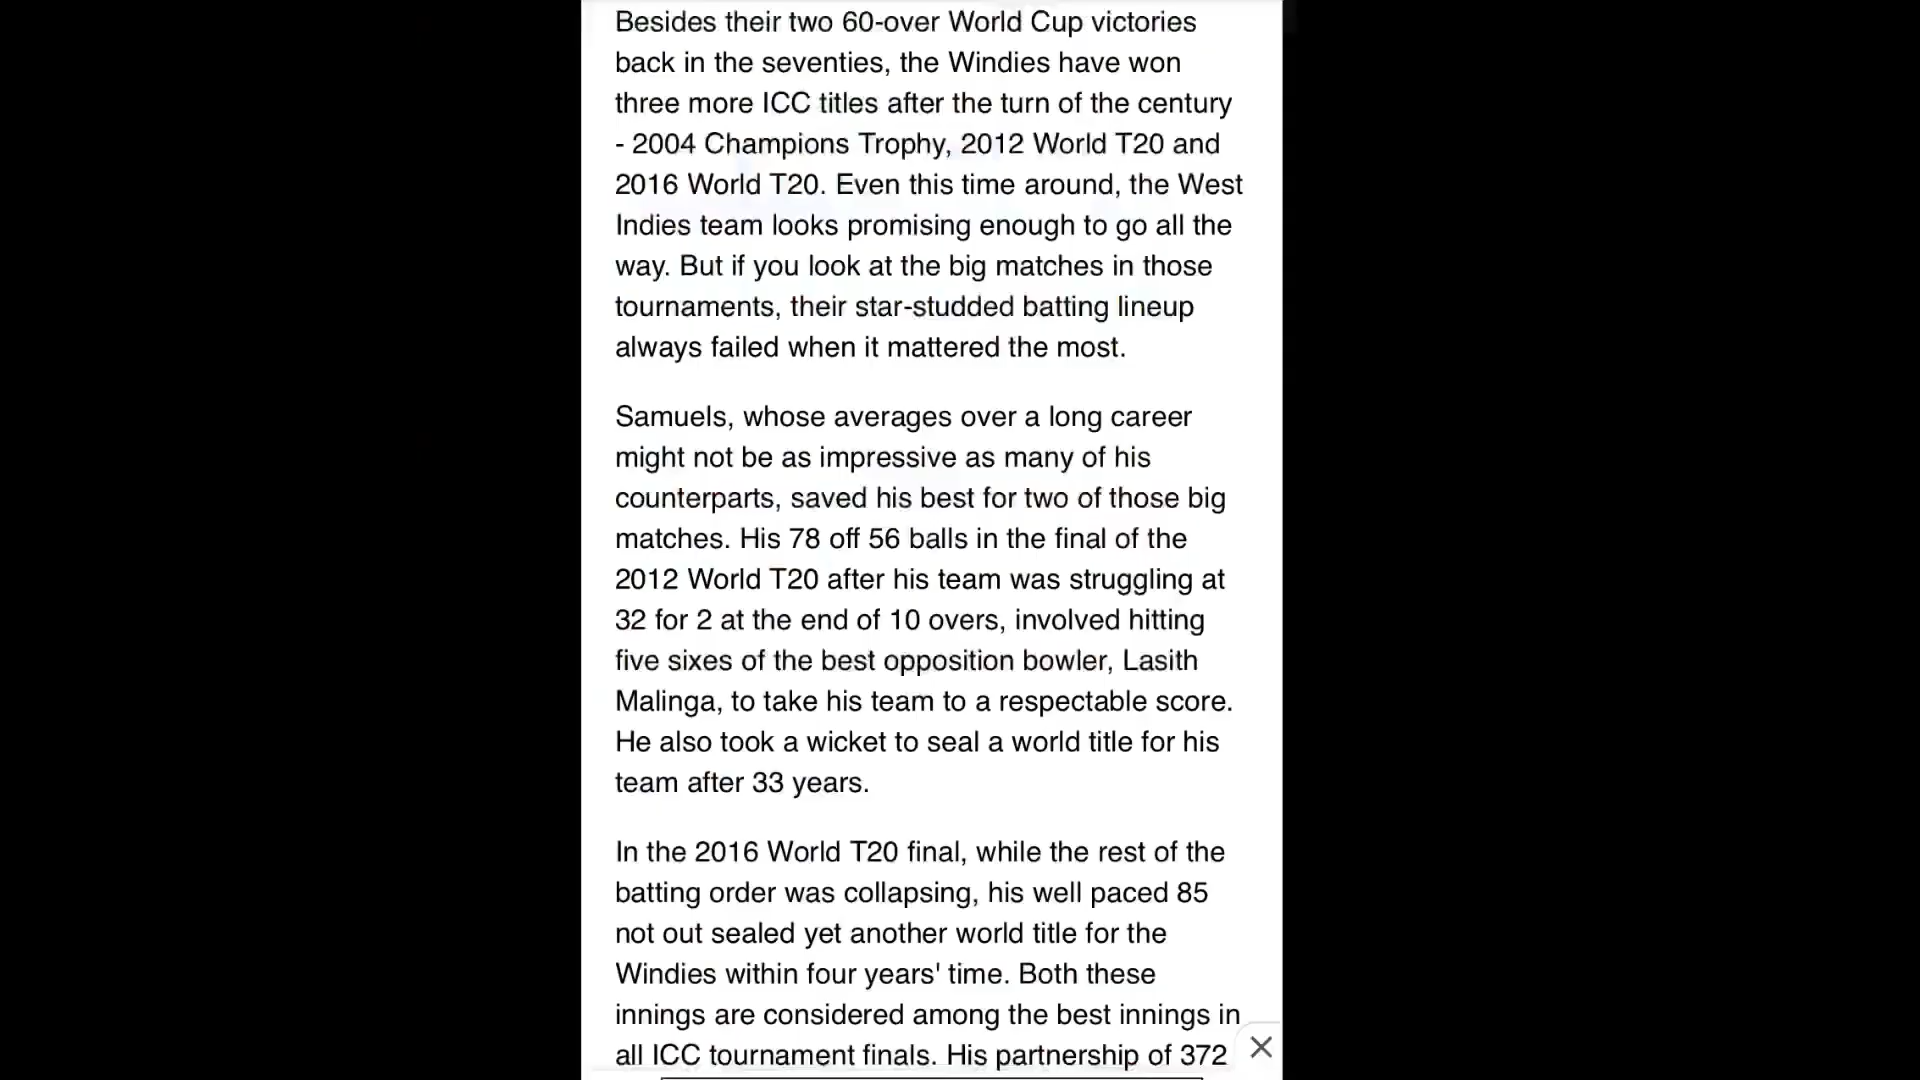 Besides their two 60-over World Cup victories
back in the seventies, the Windies have won
three more ICC titles after the turn of the century
- 2004 Champions Trophy, 2012 World T20 and
2016 World T20. Even this time around, the West
Indies team looks promising enough to go all the
way. But if you look at the big matches in those
tournaments, their star-studded batting lineup
always failed when it mattered the most.
Samuels, whose averages over a long career
might not be as impressive as many of his
counterparts, saved his best for two of those big
matches. His 78 off 56 balls in the final of the
2012 World T20 after his team was struggling at
32 for 2 at the end of 10 overs, involved hitting
five sixes of the best opposition bowler, Lasith
Malinga, to take his team to a respectable score.
He also took a wicket to seal a world title for his
team after 33 years.
In the 2016 World T20 final, while the rest of the
batting order was collapsing, his well paced 85
not out sealed yet another world title for the
Windies within four years' time. Both these
innings are considered among the best innings in
all ICC tournament finals. His partnership of 372